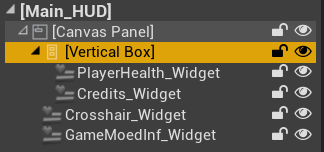 [Main_HUD]
[Canvas Panel]
[Vertical Box]
PlayerHealth_Widget
Credits_Widget
Crosshair_Widget
GameMoedInf_Widget